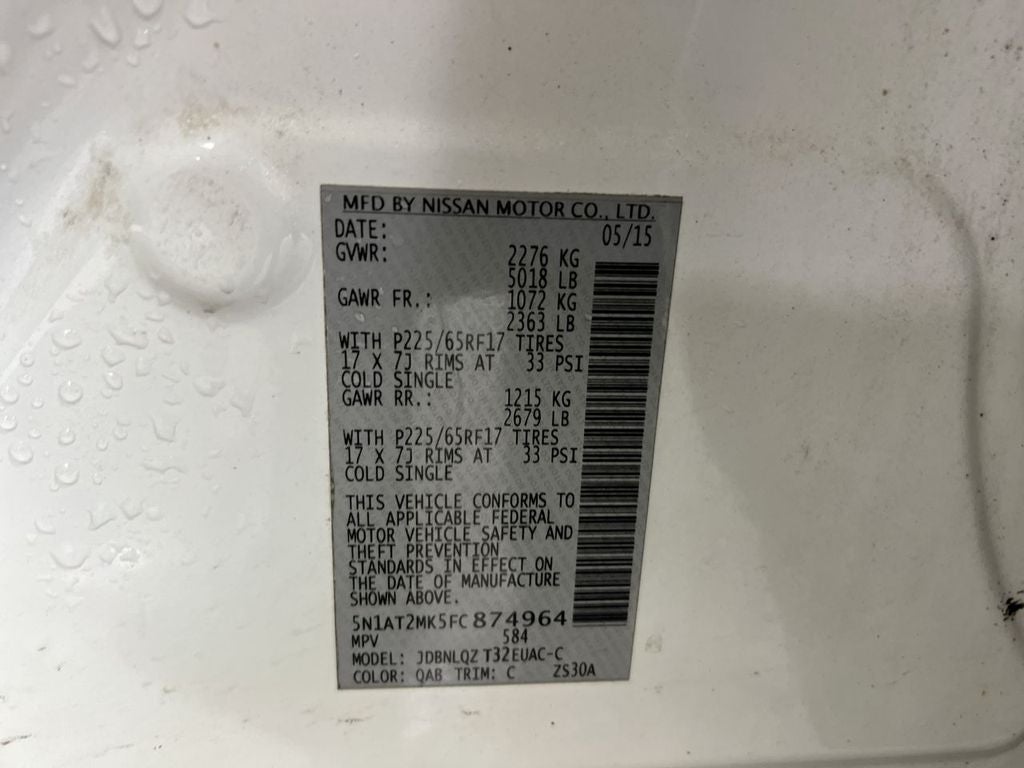 MFD BY NISSAN MOTOR CO., LTD.
DATE: 05/15
GVWR: 2276 KG
5018 LB
GAWR FR.: 1072 KG
2363 LB
WITH P225/65RF17 TIRES
17 X 7J RIMS AT 33 PSI
COLD SINGLE
GAWR RR.: 1215 KG
2679 LB
WITH P225/65RF17 TIRES
17 X 7J RIMS AT 33 PSI
COLD SINGLE
THIS VEHICLE CONFORMS TO
ALL APPLICABLE FEDERAL
MOTOR VEHICLE SAFETY AND
THEFT PREVENTION
STANDARDS IN EFFECT ON
THE DATE OF MANUFACTURE
SHOWN ABOVE.
5N1AT2MK5FC874964
MPV 584
MODEL: JDBNLQZ T32EUAC-C
COLOR: QAB TRIM: C ZS30A